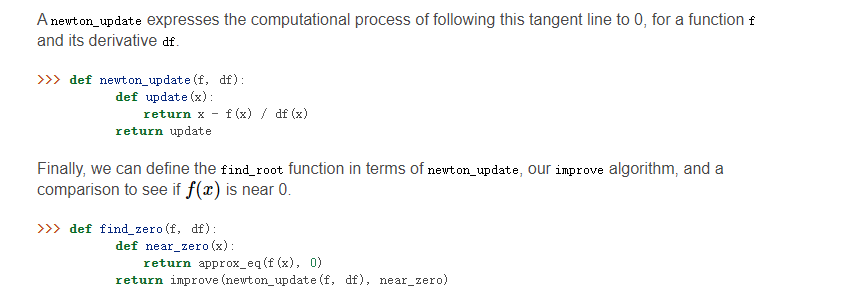 A newton_update expresses the computational process of following this tangent line to 0, for a function f
and its derivative df.
>>> def newton_update(f, df):
        def update(x):
            return x - f(x) / df(x)
        return update
Finally, we can define the find_root function in terms of newton_update, our improve algorithm, and a
comparison to see if f(x) is near 0.
>>> def find_zero(f, df):
        def near_zero(x):
            return approx_eq(f(x), 0)
        return improve(newton_update(f, df), near_zero)